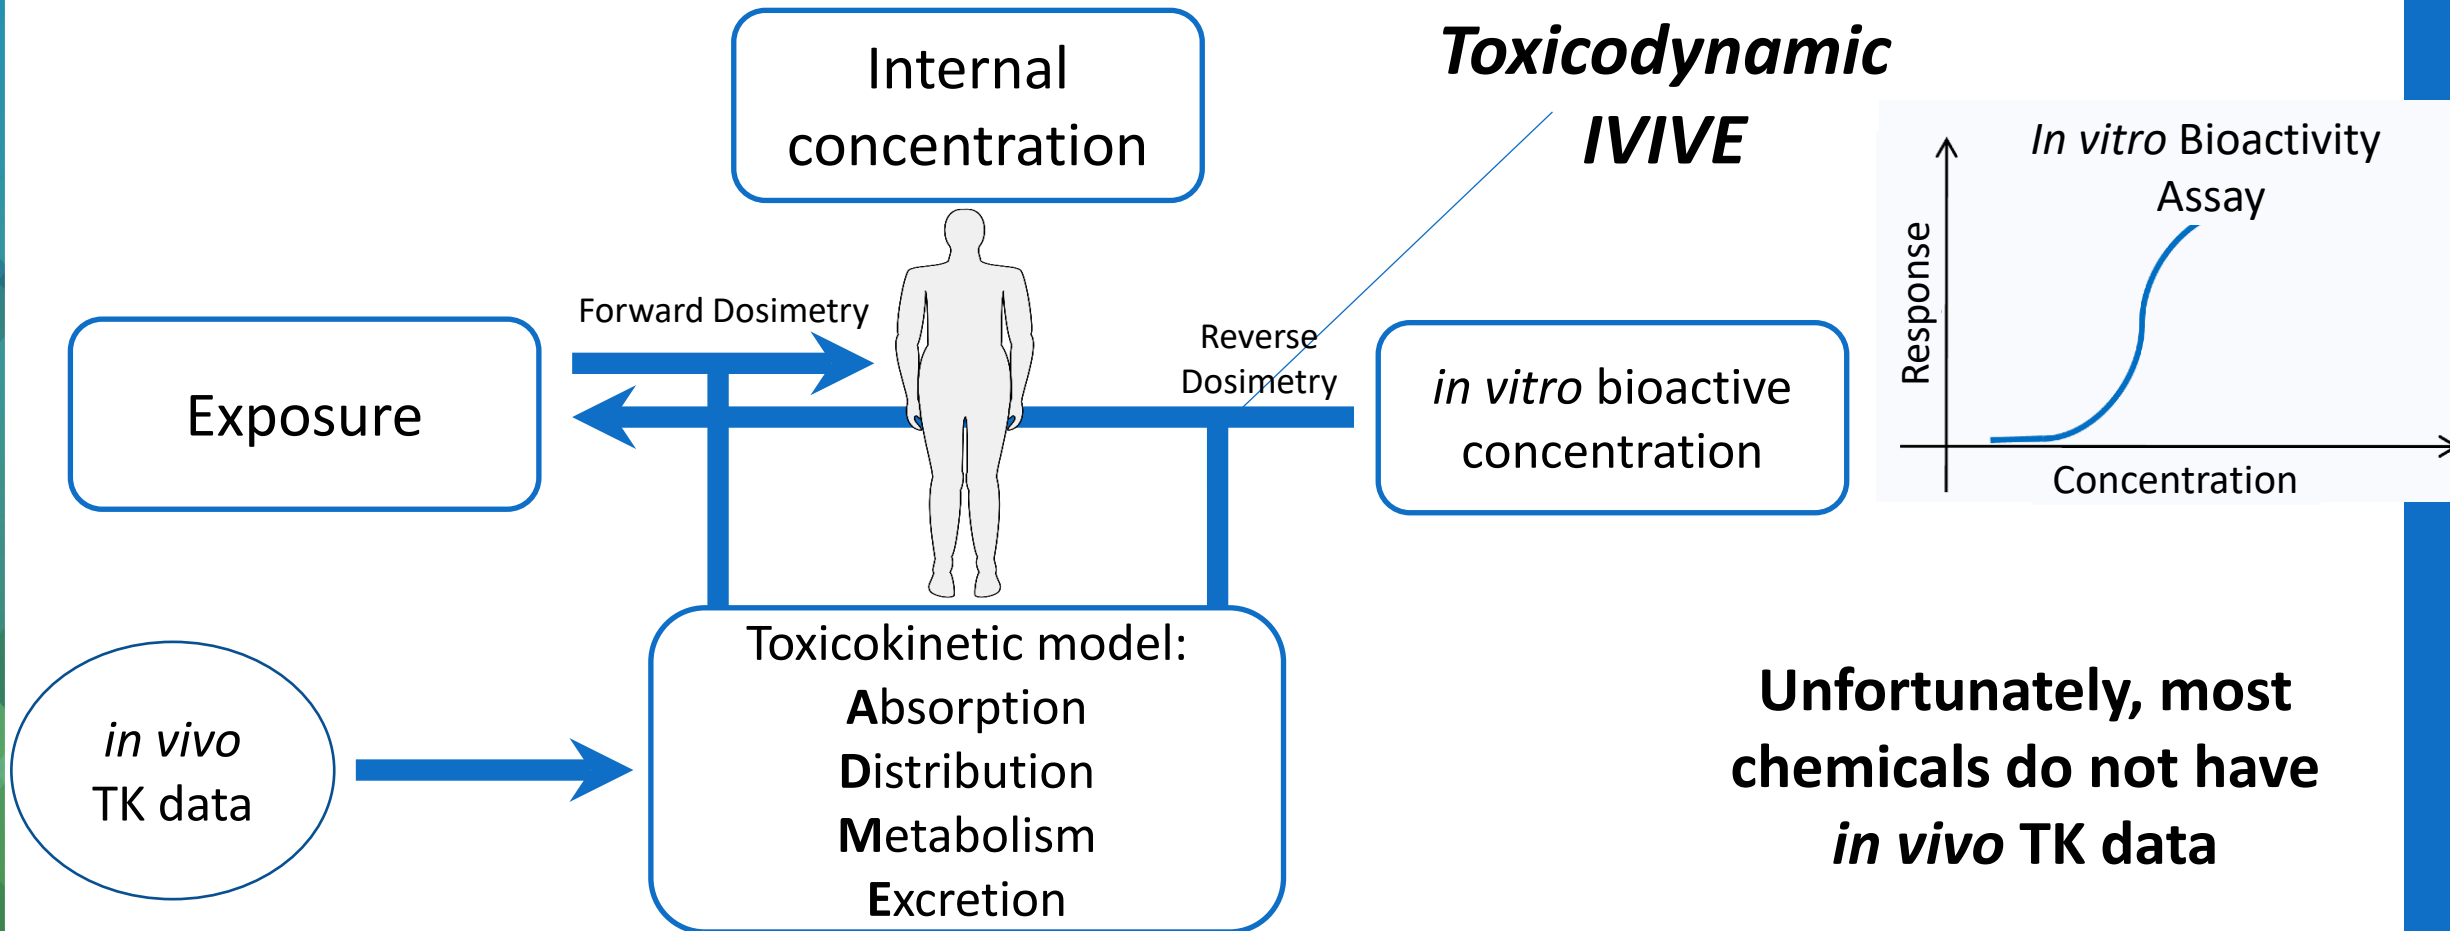 Internal
concentration
Toxicodynamic
IVIVE
In vitro Bioactivity
Assay
Response
Concentration
Forward Dosimetry
Reverse
Dosimetry
Exposure
in vitro bioactive
concentration
in vivo
TK data
Toxicokinetic model:
Absorption
Distribution
Metabolism
Excretion
Unfortunately, most
chemicals do not have
in vivo TK data